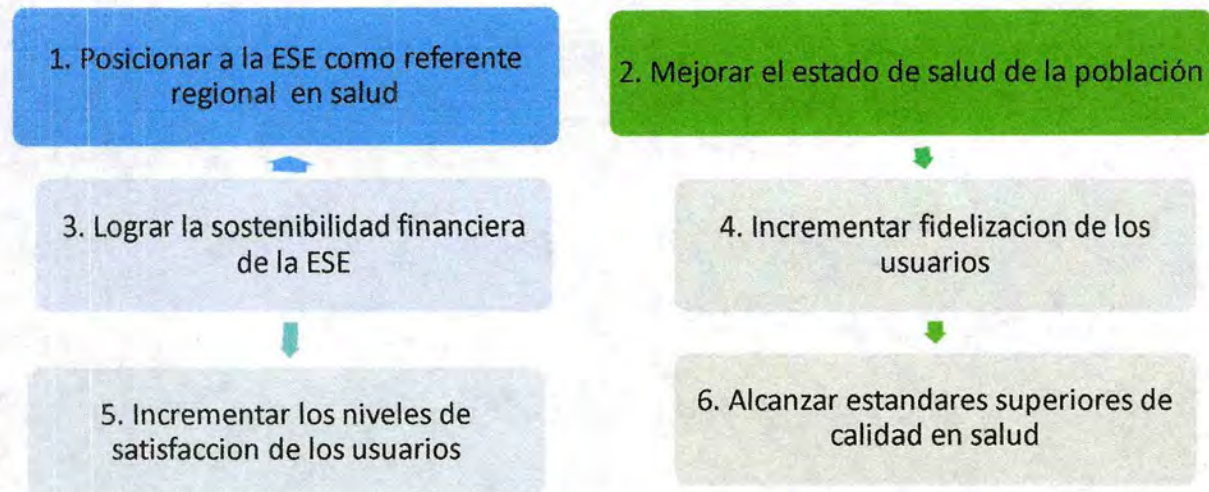 1. Posicionar a la ESE como referente
regional en salud
2. Mejorar el estado de salud de la población
3. Lograr la sostenibilidad financiera
de la ESE
4. Incrementar fidelizacion de los
usuarios
5. Incrementar los niveles de
satisfaccion de los usuarios
6. Alcanzar estandares superiores de
calidad en salud